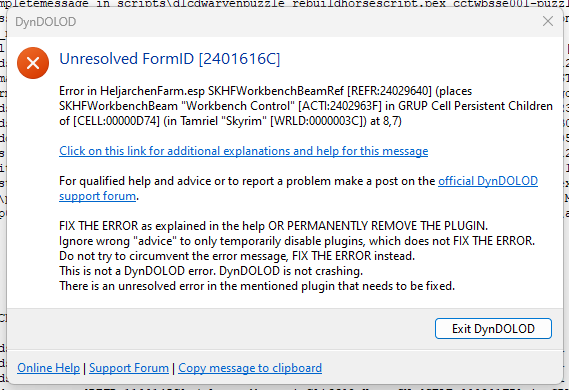 mpletemessage in scripts\dlcdwarvenpuzzle rebuildhorsescript.pex cctwbsse001-puzzl
DynDOLOD
Unresolved FormID [2401616C]
Error in HeljarchenFarm.esp SKHFWorkbenchBeamRef [REFR:24029640] (places
SKHFWorkbenchBeam "Workbench Control" [ACTI:2402963F] in GRUP Cell Persistent Children
of [CELL:00000D74] (in Tamriel "Skyrim" [WRLD:0000003C]) at 8,7)
Click on this link for additional explanations and help for this message
For qualified help and advice or to report a problem make a post on the official DynDOLOD
support forum.
FIX THE ERROR as explained in the help OR PERMANENTLY REMOVE THE PLUGIN.
Ignore wrong "advice" to only temporarily disable plugins, which does not FIX THE ERROR.
Do not try to circumvent the error message, FIX THE ERROR instead.
This is not a DynDOLOD error. DynDOLOD is not crashing.
There is an unresolved error in the mentioned plugin that needs to be fixed.
Exit DynDOLOD
Online Help | Support Forum | Copy message to clipboard